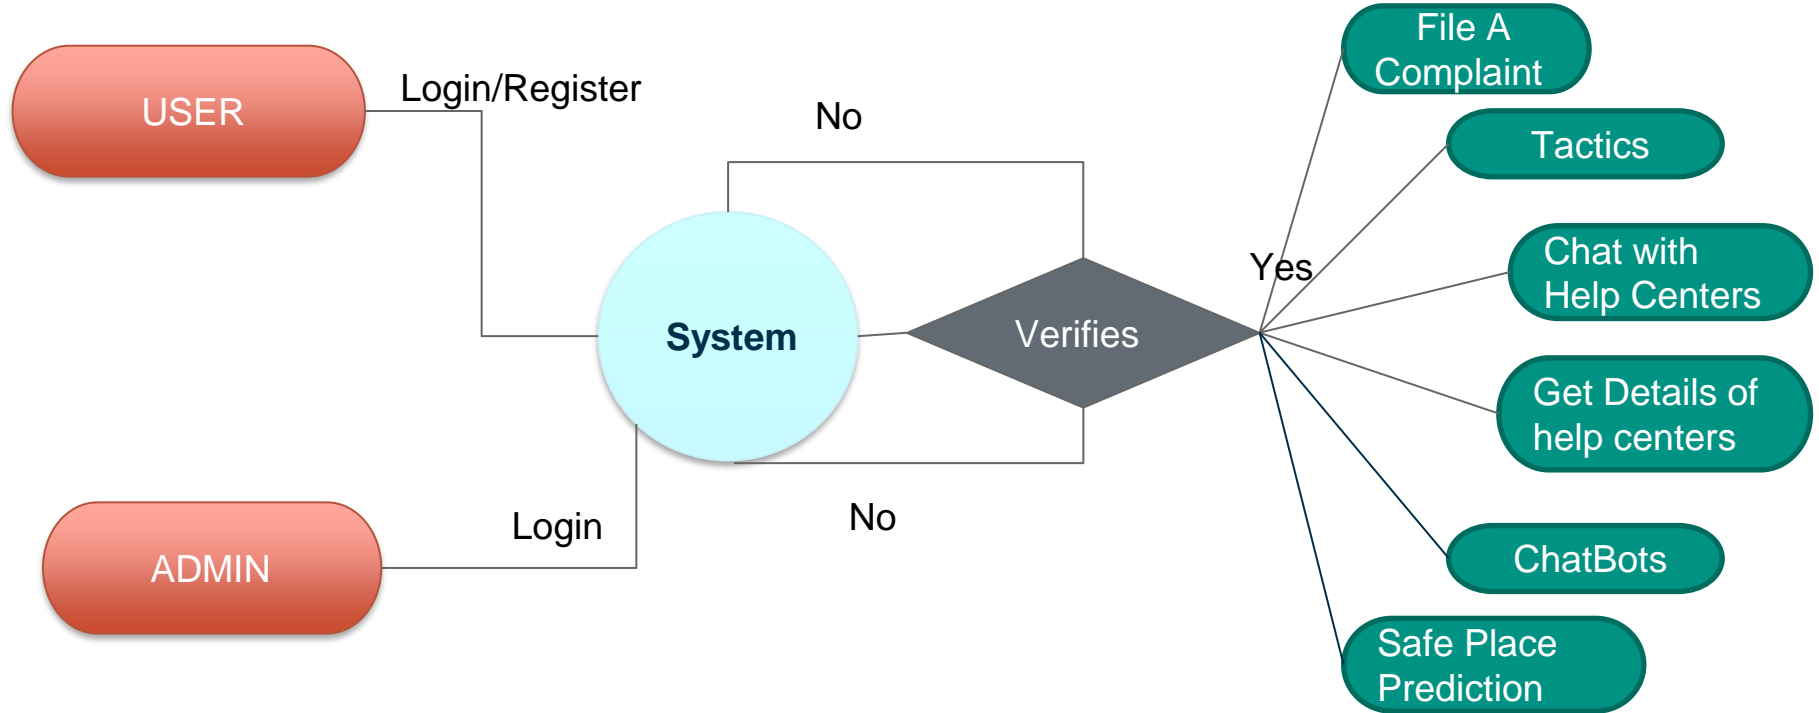 USER
Login/Register
No
System
Verifies
Yes
File A
Complaint
Tactics
Chat with
Help Centers
Get Details of
help centers
ChatBots
Safe Place
Prediction
No
Login
ADMIN